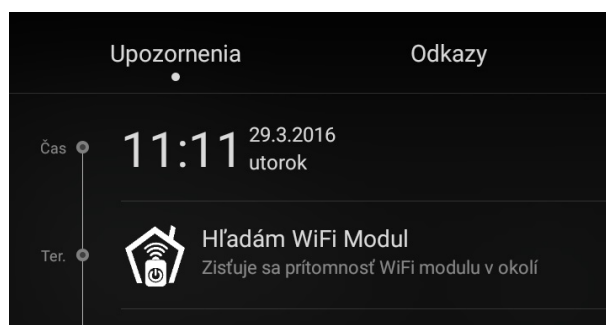 Upozornenia Odkazy
Čas 11:11 29.3.2016
utorok
Ter. Hľadám WiFi Modul
Zisťuje sa prítomnosť WiFi modulu v okolí